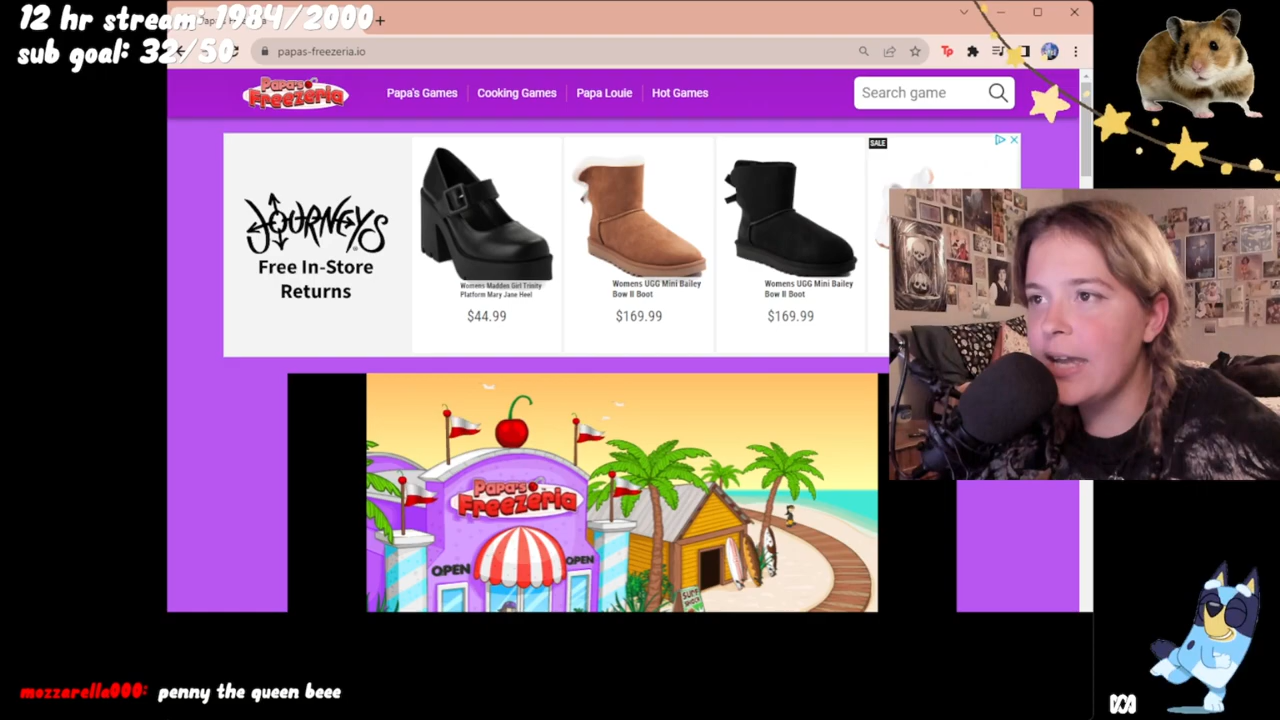 12 hr stream: 1984/2000
sub goal: 32/50
papas-freezeria.io
Papa's Freezeria
Papa's Games
Cooking Games
Papa Louie
Hot Games
Search game
JOURNEYS
Free In-Store
Returns
Womens Madden Girl Trinity
Platform Mary Jane Heel
$44.99
Womens UGG Mini Bailey
Bow II Boot
$169.99
Womens UGG Mini Bailey
Bow II Boot
$169.99
SALE
Papa's
Freezeria
OPEN
OPEN
SURF
SHACK
mozzarella000: penny the queen beee